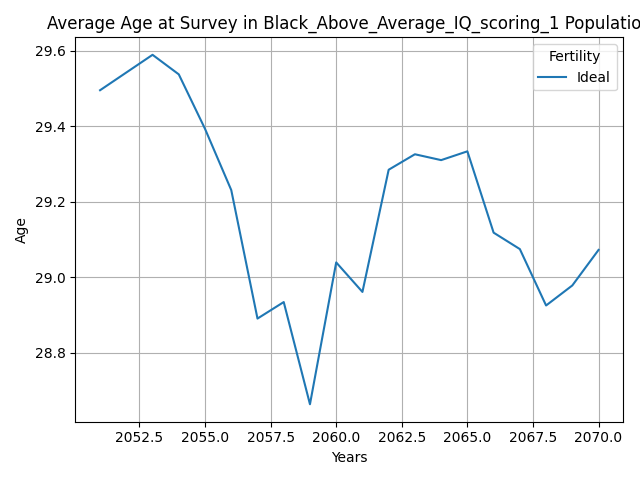 Average Age at Survey in Black_Above_Average_IQ_scoring_1 Populatio
29.6
29.4
29.2
29.0
28.8
Age
Fertility
Ideal
2052.5 2055.0 2057.5 2060.0 2062.5 2065.0 2067.5 2070.0
Years